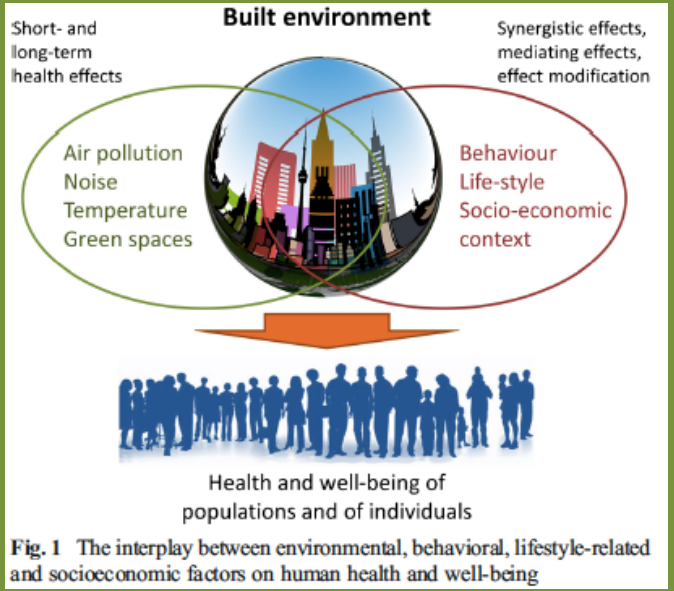 Built environment
Short- and
long-term
health effects
Synergistic effects,
mediating effects,
effect modification
Air pollution
Noise
Temperature
Green spaces
Behaviour
Life-style
Socio-economic
context
Health and well-being of
populations and of individuals
Fig. 1 The interplay between environmental, behavioral, lifestyle-related
and socioeconomic factors on human health and well-being